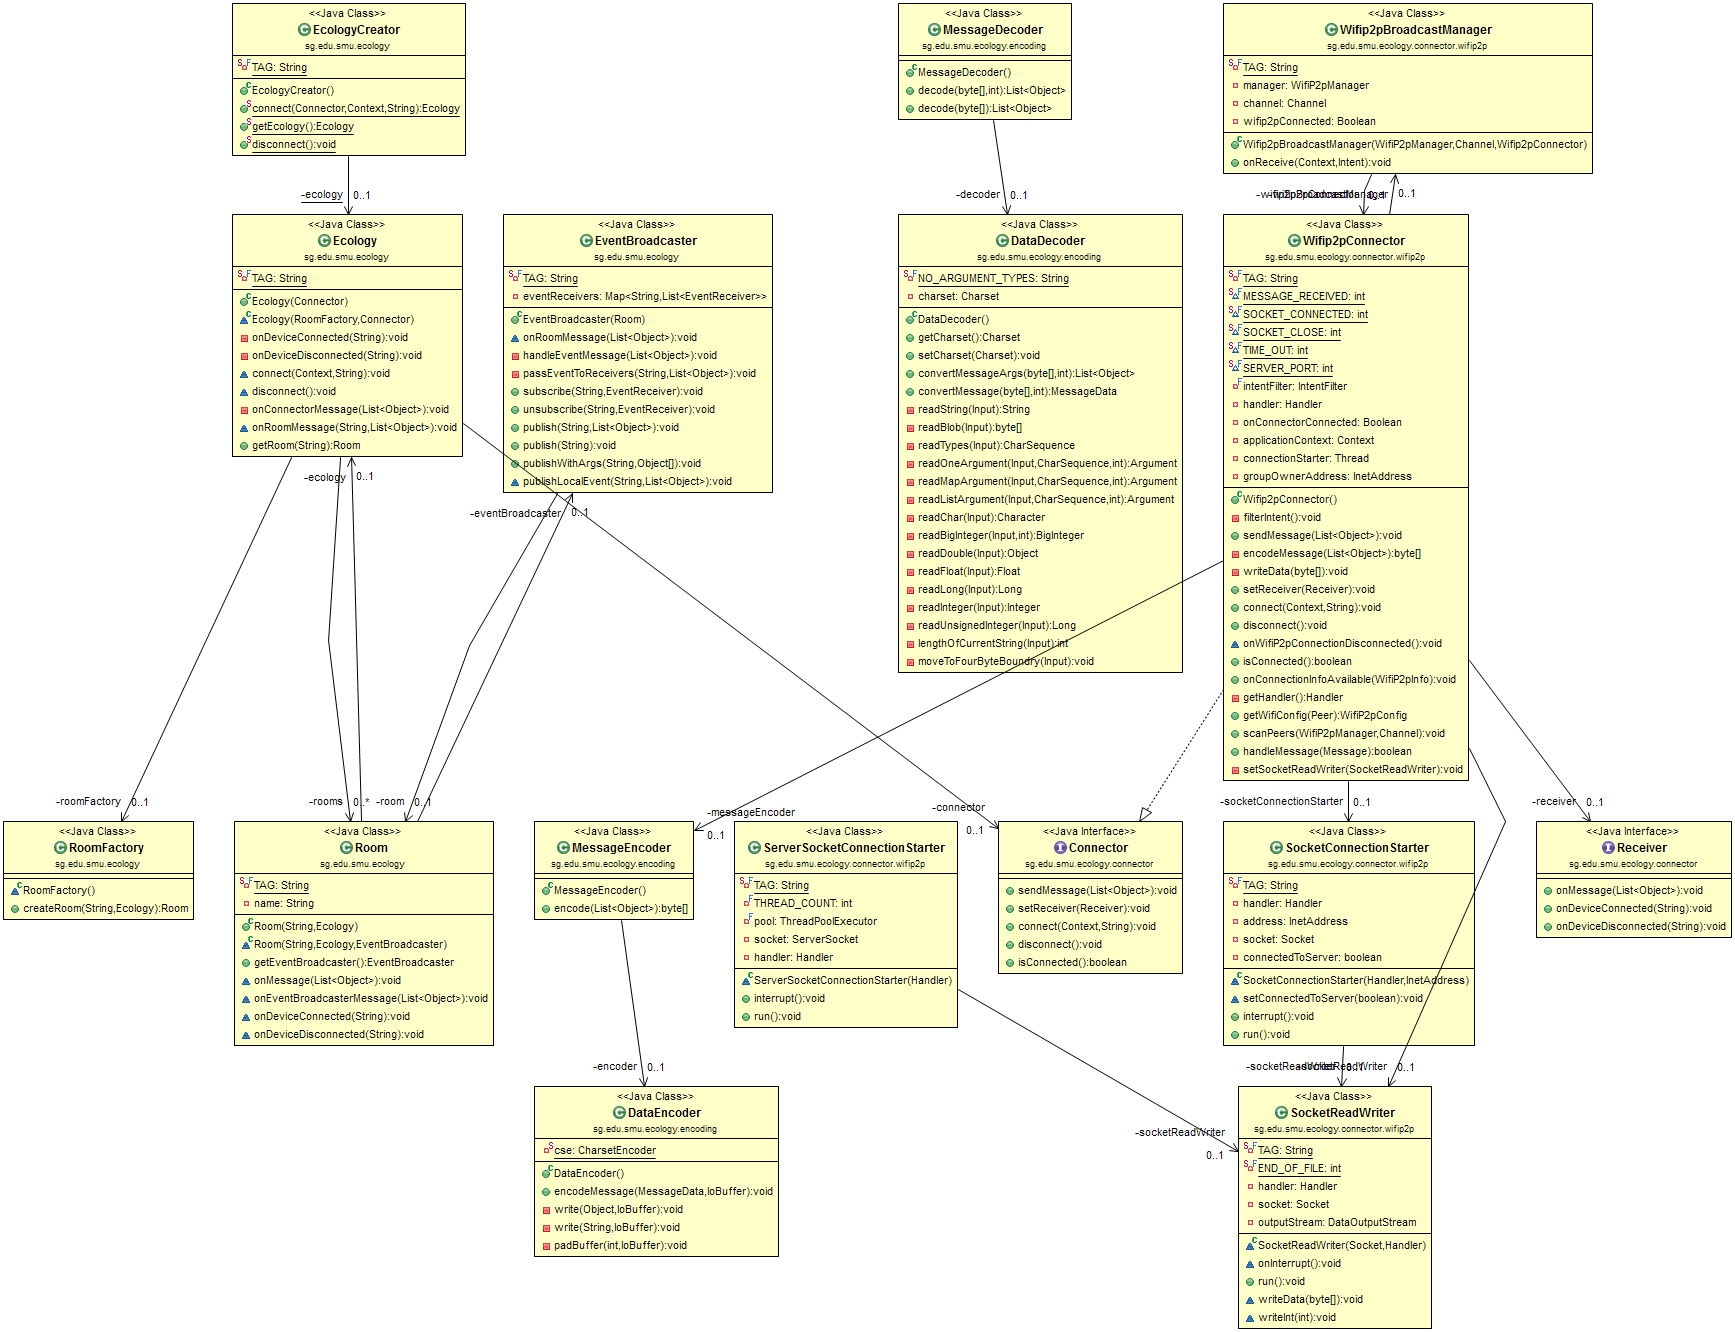 <<Java Class>>
EcologyCreator
sg.edu.smu.ecology
TAG: String
EcologyCreator()
connect(Connector,Context,String):Ecology
getEcology():Ecology
disconnect():void
<<Java Class>>
MessageDecoder
sg.edu.smu.ecology.encoding
MessageDecoder()
decode(byte[],int):List<Object>
decode(byte[]):List<Object>
<<Java Class>>
Wifip2pBroadcastManager
sg.edu.smu.ecology.connector.wifip2p
TAG: String
manager: WifiP2pManager
channel: Channel
wifip2pConnected: Boolean
Wifip2pBroadcastManager(WifiP2pManager,Channel,Wifip2pConnector)
onReceive(Context,Intent):void
-ecology 0..1
-decoder 0..1
0..1
0..1
<<Java Class>>
Ecology
sg.edu.smu.ecology
TAG: String
Ecology(Connector)
Ecology(RoomFactory,Connector)
onDeviceConnected(String):void
onDeviceDisconnected(String):void
connect(Context,String):void
disconnect():void
onConnectorMessage(List<Object>):void
onRoomMessage(String,List<Object>):void
getRoom(String):Room
<<Java Class>>
EventBroadcaster
sg.edu.smu.ecology
TAG: String
eventReceivers: Map<String,List<EventReceiver>>
EventBroadcaster(Room)
onRoomMessage(List<Object>):void
handleEventMessage(List<Object>):void
passEventToReceivers(String,List<Object>):void
subscribe(String,EventReceiver):void
unsubscribe(String,EventReceiver):void
publish(String,List<Object>):void
publish(String):void
publishWithArgs(String,Object[]):void
publishLocalEvent(String,List<Object>):void
<<Java Class>>
DataDecoder
sg.edu.smu.ecology.encoding
NO_ARGUMENT_TYPES: String
charset: Charset
DataDecoder()
getCharset():Charset
setCharset(Charset):void
convertMessageArgs(byte[],int):List<Object>
convertMessage(byte[],int):MessageData
readString(Input):String
readBlob(Input):byte[]
readTypes(Input):CharSequence
readOneArgument(Input,CharSequence,int):Argument
readMapArgument(Input,CharSequence,int):Argument
readListArgument(Input,CharSequence,int):Argument
readChar(Input):Character
readBigInteger(Input,int):BigInteger
readDouble(Input):Object
readFloat(Input):Float
readLong(Input):Long
readInteger(Input):Integer
readUnsignedInteger(Input):Long
lengthOfCurrentString(Input):int
moveToFourByteBoundry(Input):void
<<Java Class>>
Wifip2pConnector
sg.edu.smu.ecology.connector.wifip2p
TAG: String
MESSAGE_RECEIVED: int
SOCKET_CONNECTED: int
SOCKET_CLOSE: int
TIME_OUT: int
SERVER_PORT: int
intentFilter: IntentFilter
handler: Handler
onConnectorConnected: Boolean
applicationContext: Context
connectionStarter: Thread
groupOwnerAddress: InetAddress
Wifip2pConnector()
filterIntent():void
sendMessage(List<Object>):void
encodeMessage(List<Object>):byte[]
writeData(byte[]):void
setReceiver(Receiver):void
connect(Context,String):void
disconnect():void
onWifiP2pConnectionDisconnected():void
isConnected():boolean
onConnectionInfoAvailable(WifiP2pInfo):void
getHandler():Handler
getWifiConfig(Peer):WifiP2pConfig
scanPeers(WifiP2pManager,Channel):void
handleMessage(Message):boolean
setSocketReadWriter(SocketReadWriter):void
-ecology 0..1
-eventBroadcaster 0..1
-roomFactory 0..1
-rooms 0..*
-room 0..1
-messageEncoder
0..1
-connector
0..1
-socketConnectionStarter 0..1
-receiver 0..1
<<Java Class>>
RoomFactory
sg.edu.smu.ecology
RoomFactory()
createRoom(String,Ecology):Room
<<Java Class>>
Room
sg.edu.smu.ecology
TAG: String
name: String
Room(String,Ecology)
Room(String,Ecology,EventBroadcaster)
getEventBroadcaster():EventBroadcaster
onMessage(List<Object>):void
onEventBroadcasterMessage(List<Object>):void
onDeviceConnected(String):void
onDeviceDisconnected(String):void
<<Java Class>>
MessageEncoder
sg.edu.smu.ecology.encoding
MessageEncoder()
encode(List<Object>):byte[]
<<Java Class>>
ServerSocketConnectionStarter
sg.edu.smu.ecology.connector.wifip2p
TAG: String
THREAD_COUNT: int
pool: ThreadPoolExecutor
socket: ServerSocket
handler: Handler
ServerSocketConnectionStarter(Handler)
interrupt():void
run():void
<<Java Interface>>
Connector
sg.edu.smu.ecology.connector
sendMessage(List<Object>):void
setReceiver(Receiver):void
connect(Context,String):void
disconnect():void
isConnected():boolean
<<Java Class>>
SocketConnectionStarter
sg.edu.smu.ecology.connector.wifip2p
TAG: String
handler: Handler
address: InetAddress
socket: Socket
connectedToServer: boolean
SocketConnectionStarter(Handler,InetAddress)
setConnectedToServer(boolean):void
interrupt():void
run():void
<<Java Interface>>
Receiver
sg.edu.smu.ecology.connector
onMessage(List<Object>):void
onDeviceConnected(String):void
onDeviceDisconnected(String):void
-encoder 0..1
0..1
-socketReadWriter
0..1
<<Java Class>>
DataEncoder
sg.edu.smu.ecology.encoding
cse: CharsetEncoder
DataEncoder()
encodeMessage(MessageData,IoBuffer):void
write(Object,IoBuffer):void
write(String,IoBuffer):void
padBuffer(int,IoBuffer):void
<<Java Class>>
SocketReadWriter
sg.edu.smu.ecology.connector.wifip2p
TAG: String
END_OF_FILE: int
handler: Handler
socket: Socket
outputStream: DataOutputStream
SocketReadWriter(Socket,Handler)
onInterrupt():void
run():void
writeData(byte[]):void
writeInt(int):void